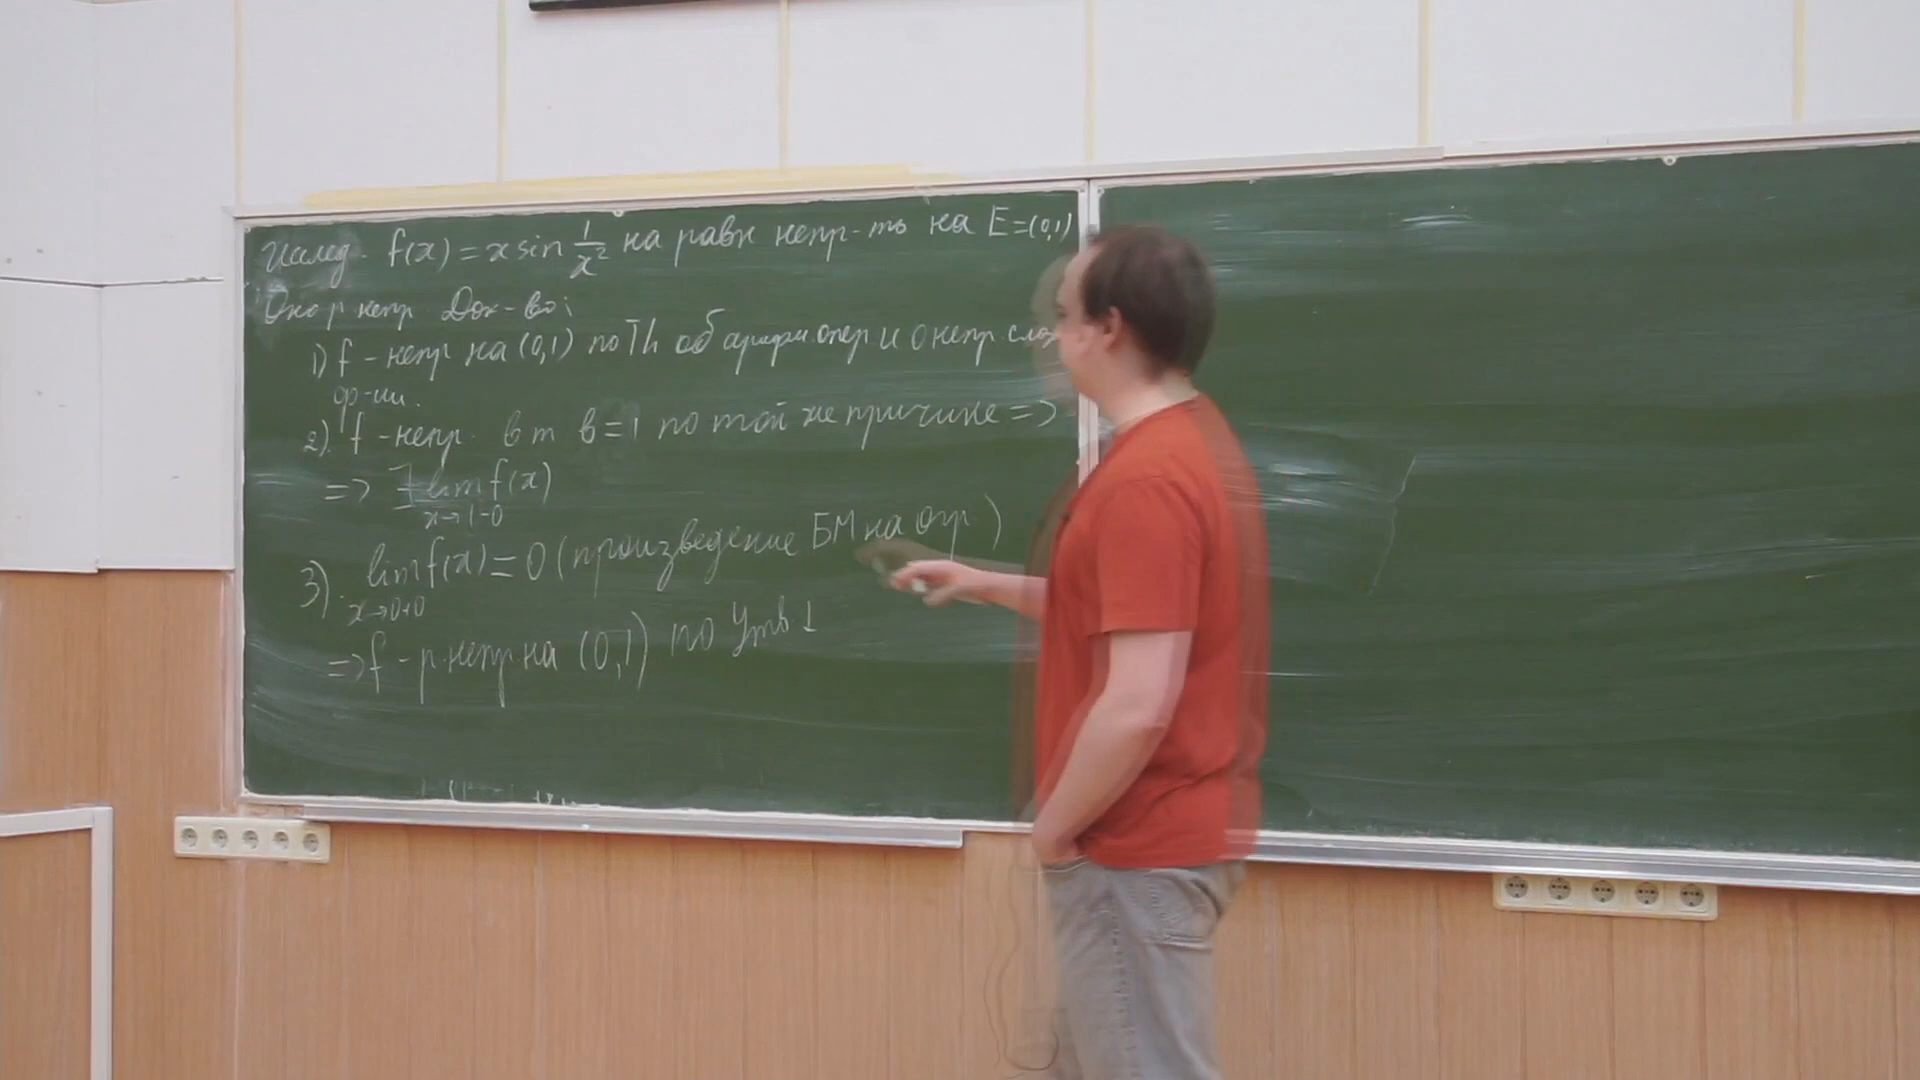 Исслед. f(x) = x sin 1/x² на равн непр-ть на E=(0,1)
Она р непр Док-во:
1) f - непр на (0,1) по Th об арифм. опер и о непр. слож
ф-ии.
2). f - непр. в т b=1 по той же причине =>
=> ∃ lim f(x)
x→1-0
3). lim f(x) = 0 (произведение БМ на огр)
x→0+0
=> f - р.непр. на (0,1) по Утв 1